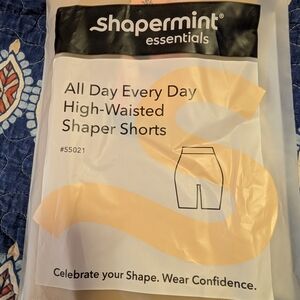 shapermint®
essentials
All Day Every Day
High-Waisted
Shaper Shorts
#55021
Celebrate your Shape. Wear Confidence.